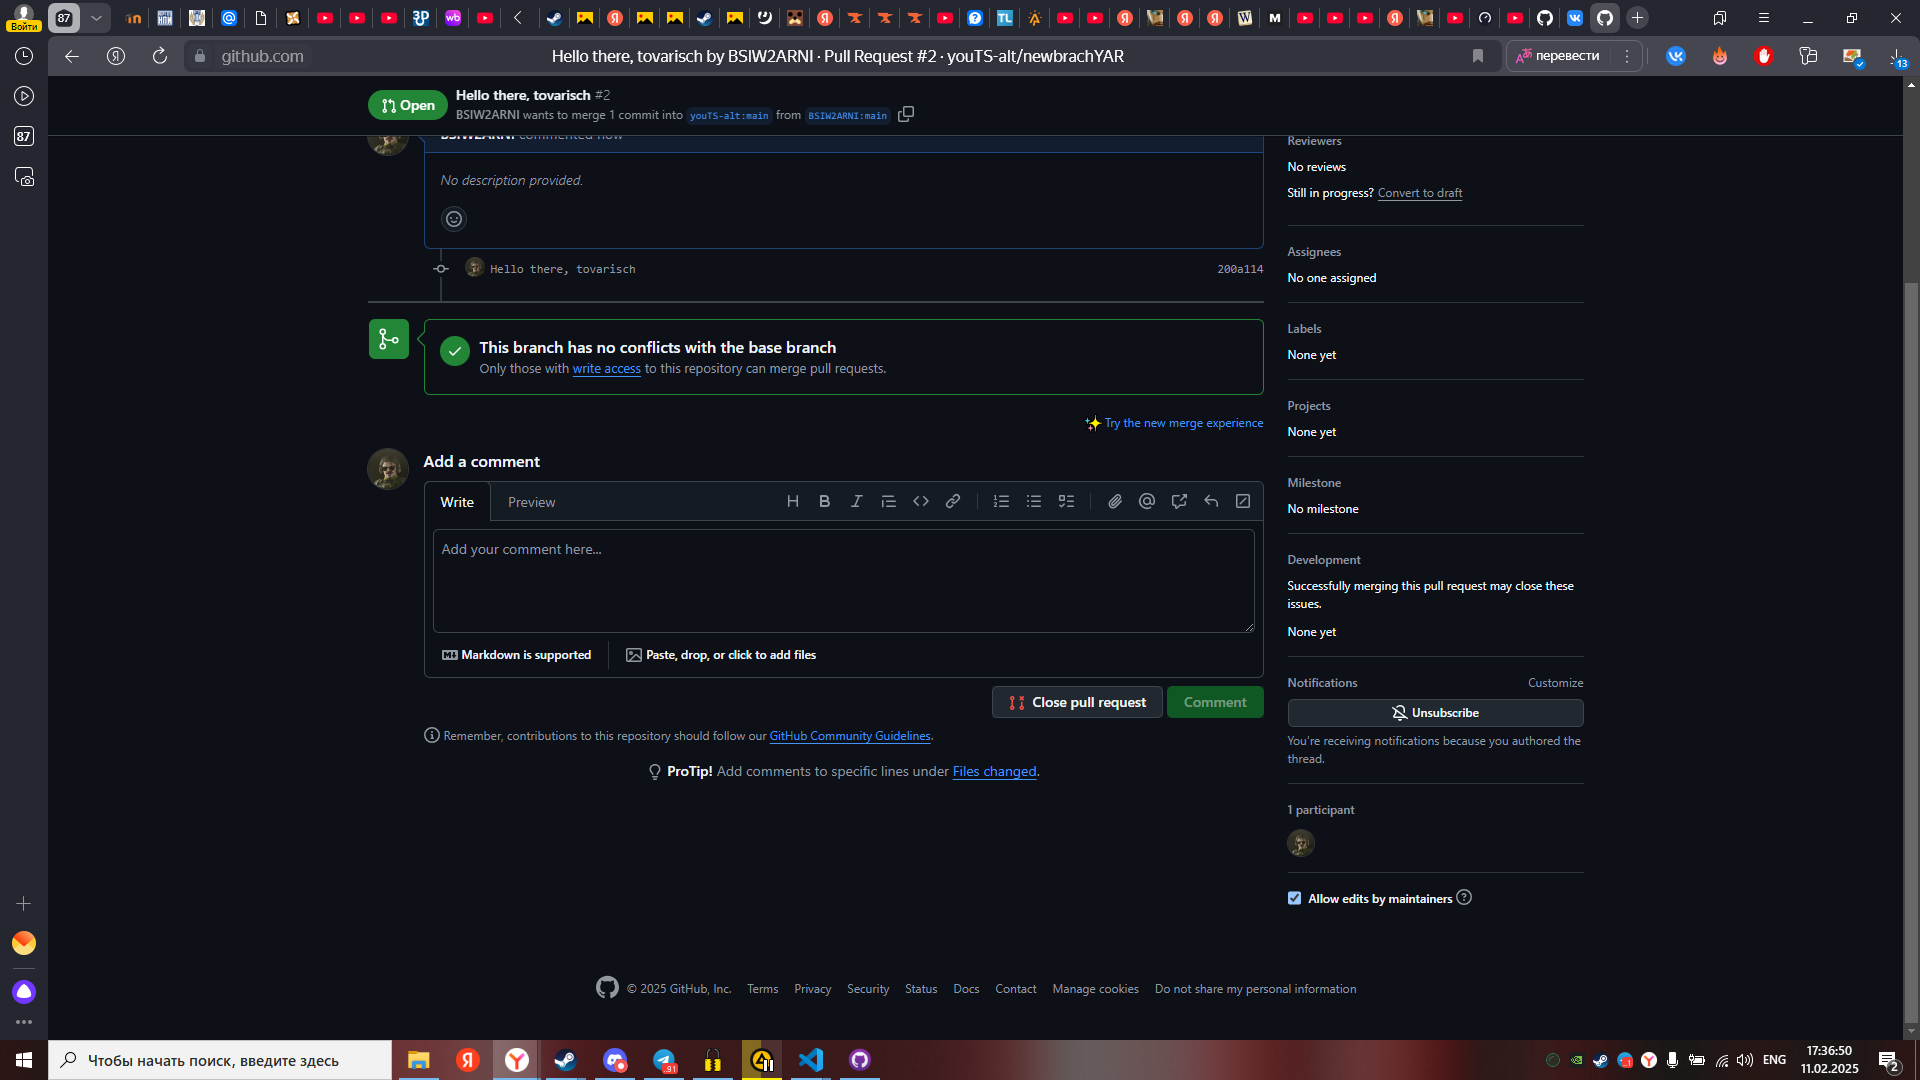 Войти
87
87
github.com
Hello there, tovarisch by BSIW2ARNI · Pull Request #2 · youTS-alt/newbrachYAR
перевести
13
Open
Hello there, tovarisch #2
BSIW2ARNI wants to merge 1 commit into youTS-alt:main from BSIW2ARNI:main
BSIW2ARNI commented now
No description provided.
Hello there, tovarisch
200a114
This branch has no conflicts with the base branch
Only those with write access to this repository can merge pull requests.
Try the new merge experience
Add a comment
Write
Preview
Add your comment here...
Markdown is supported
Paste, drop, or click to add files
Close pull request
Comment
Remember, contributions to this repository should follow our GitHub Community Guidelines.
ProTip! Add comments to specific lines under Files changed.
Reviewers
No reviews
Still in progress? Convert to draft
Assignees
No one assigned
Labels
None yet
Projects
None yet
Milestone
No milestone
Development
Successfully merging this pull request may close these
issues.
None yet
Notifications
Customize
Unsubscribe
You're receiving notifications because you authored the
thread.
1 participant
Allow edits by maintainers
© 2025 GitHub, Inc.
Terms
Privacy
Security
Status
Docs
Contact
Manage cookies
Do not share my personal information
Чтобы начать поиск, введите здесь
91
ENG
17:36:50
11.02.2025
2